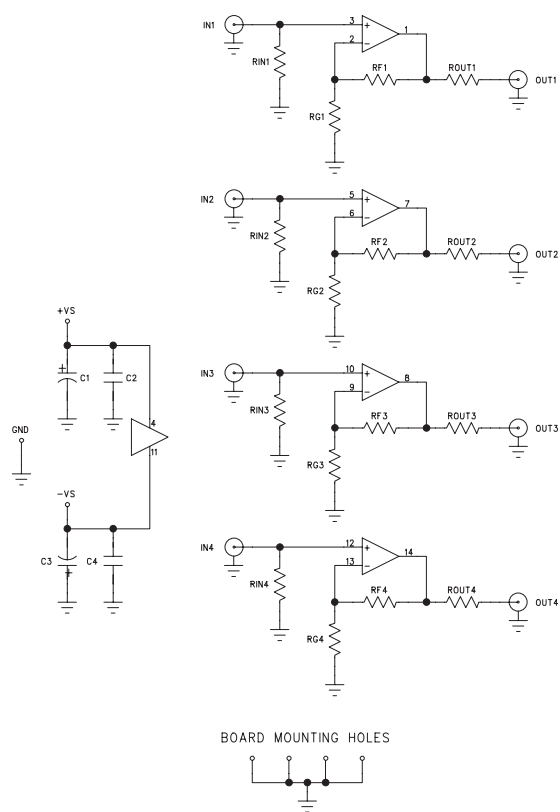 IN1
3
+
1
2
−
RIN1
RF1
ROUT1
OUT1
RG1
IN2
5
+
7
6
−
RIN2
RF2
ROUT2
OUT2
RG2
+VS
+
C1
C2
4
11
GND
−VS
C3
+
C4
IN3
10
+
8
9
−
RIN3
RF3
ROUT3
OUT3
RG3
IN4
12
+
14
13
−
RIN4
RF4
ROUT4
OUT4
RG4
BOARD MOUNTING HOLES